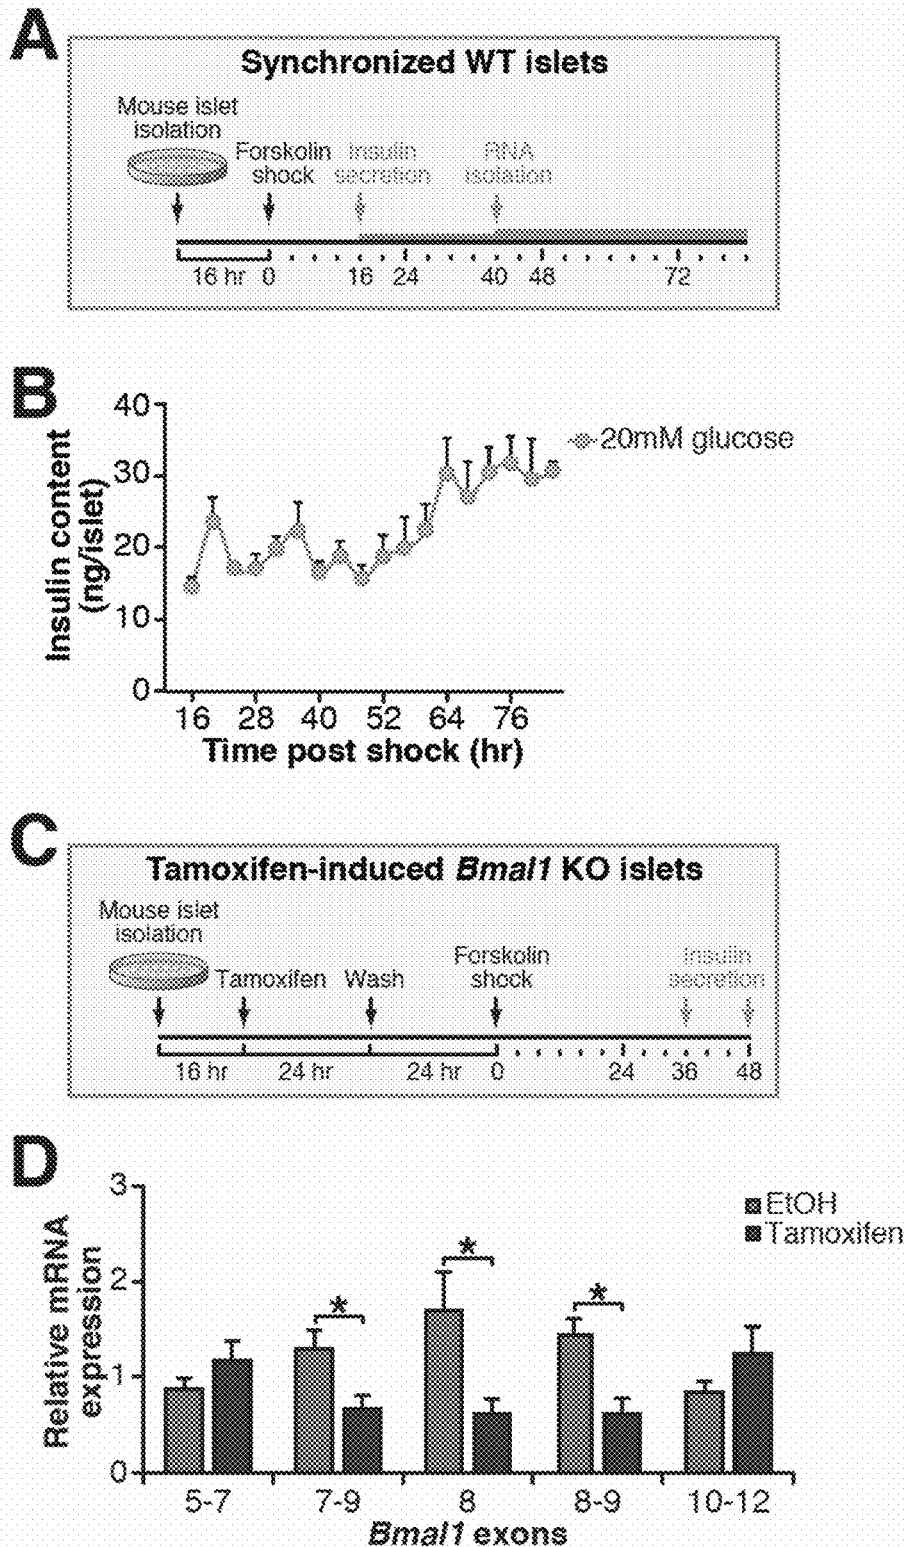 A
Synchronized WT islets
Mouse islet
isolation
Forskolin
shock
Insulin
secretion
RNA
isolation
16 hr 0 16 24 40 48 72
B
40
30
20
10
0
Insulin content
(ng/islet)
20mM glucose
16 28 40 52 64 76
Time post shock (hr)
C
Tamoxifen-induced Bmal1 KO islets
Mouse islet
isolation
Tamoxifen
Wash
Forskolin
shock
Insulin
secretion
16 hr 24 hr 24 hr 0 24 36 48
D
3
2
1
0
Relative mRNA
expression
EtOH
Tamoxifen
*
*
*
5-7 7-9 8 8-9 10-12
Bmal1 exons